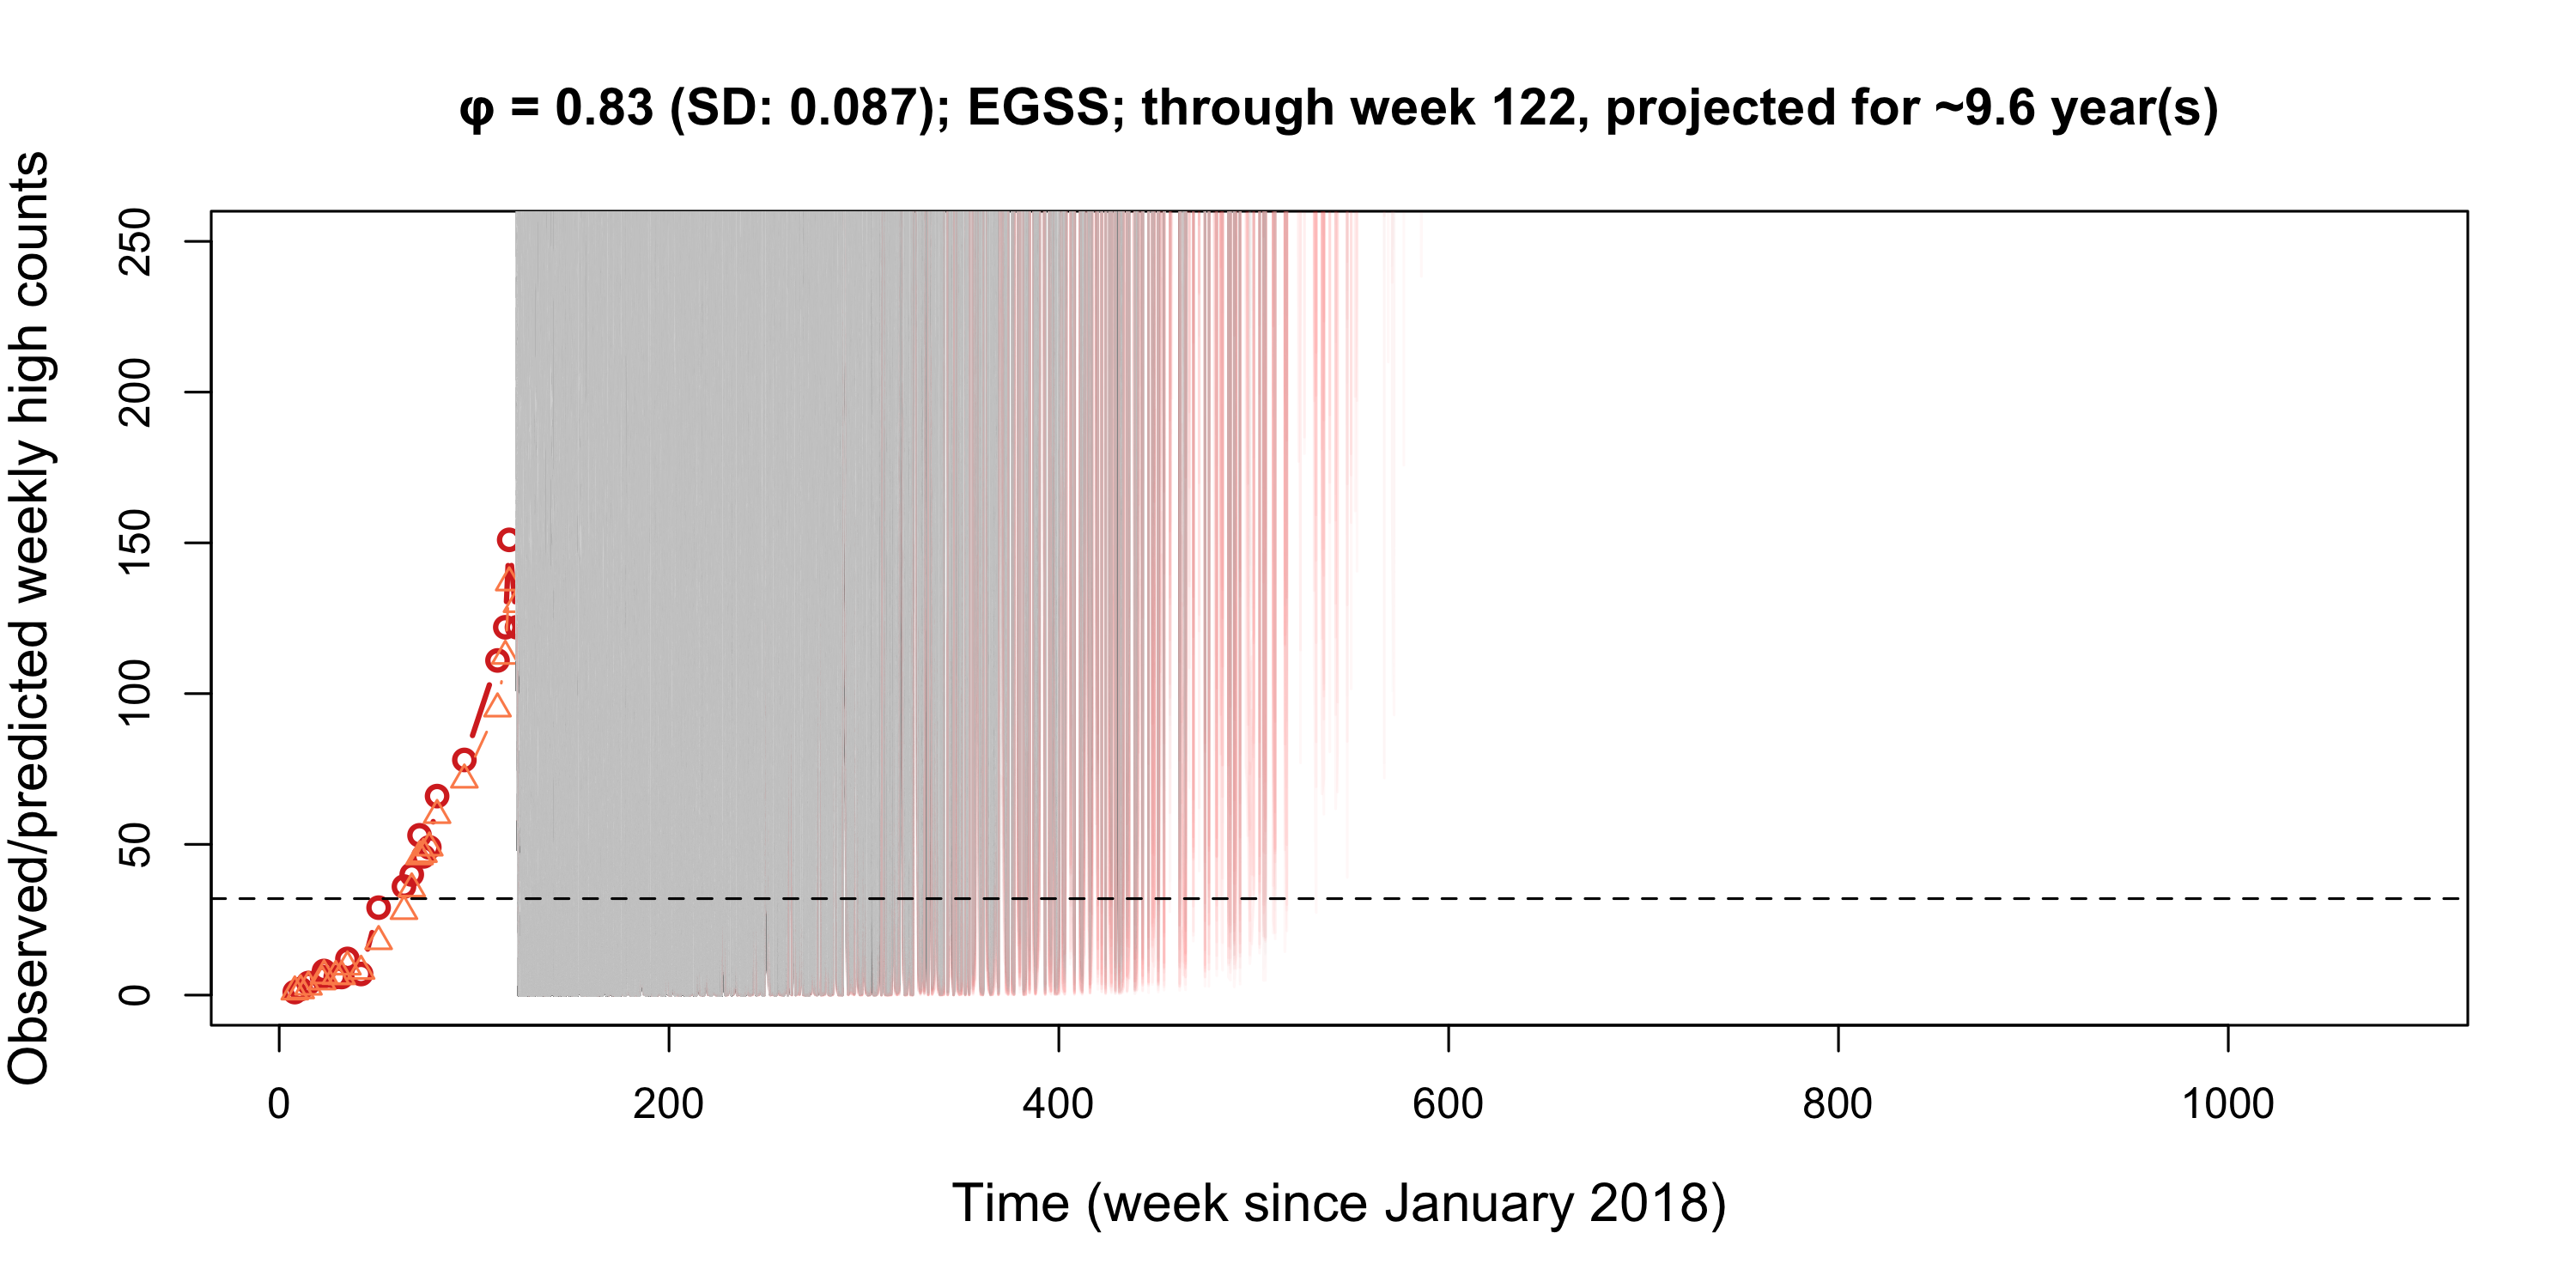 φ = 0.83 (SD: 0.087); EGSS; through week 122, projected for ~9.6 year(s)
Observed/predicted weekly high counts
250
200
150
100
50
0
0 200 400 600 800 1000
Time (week since January 2018)